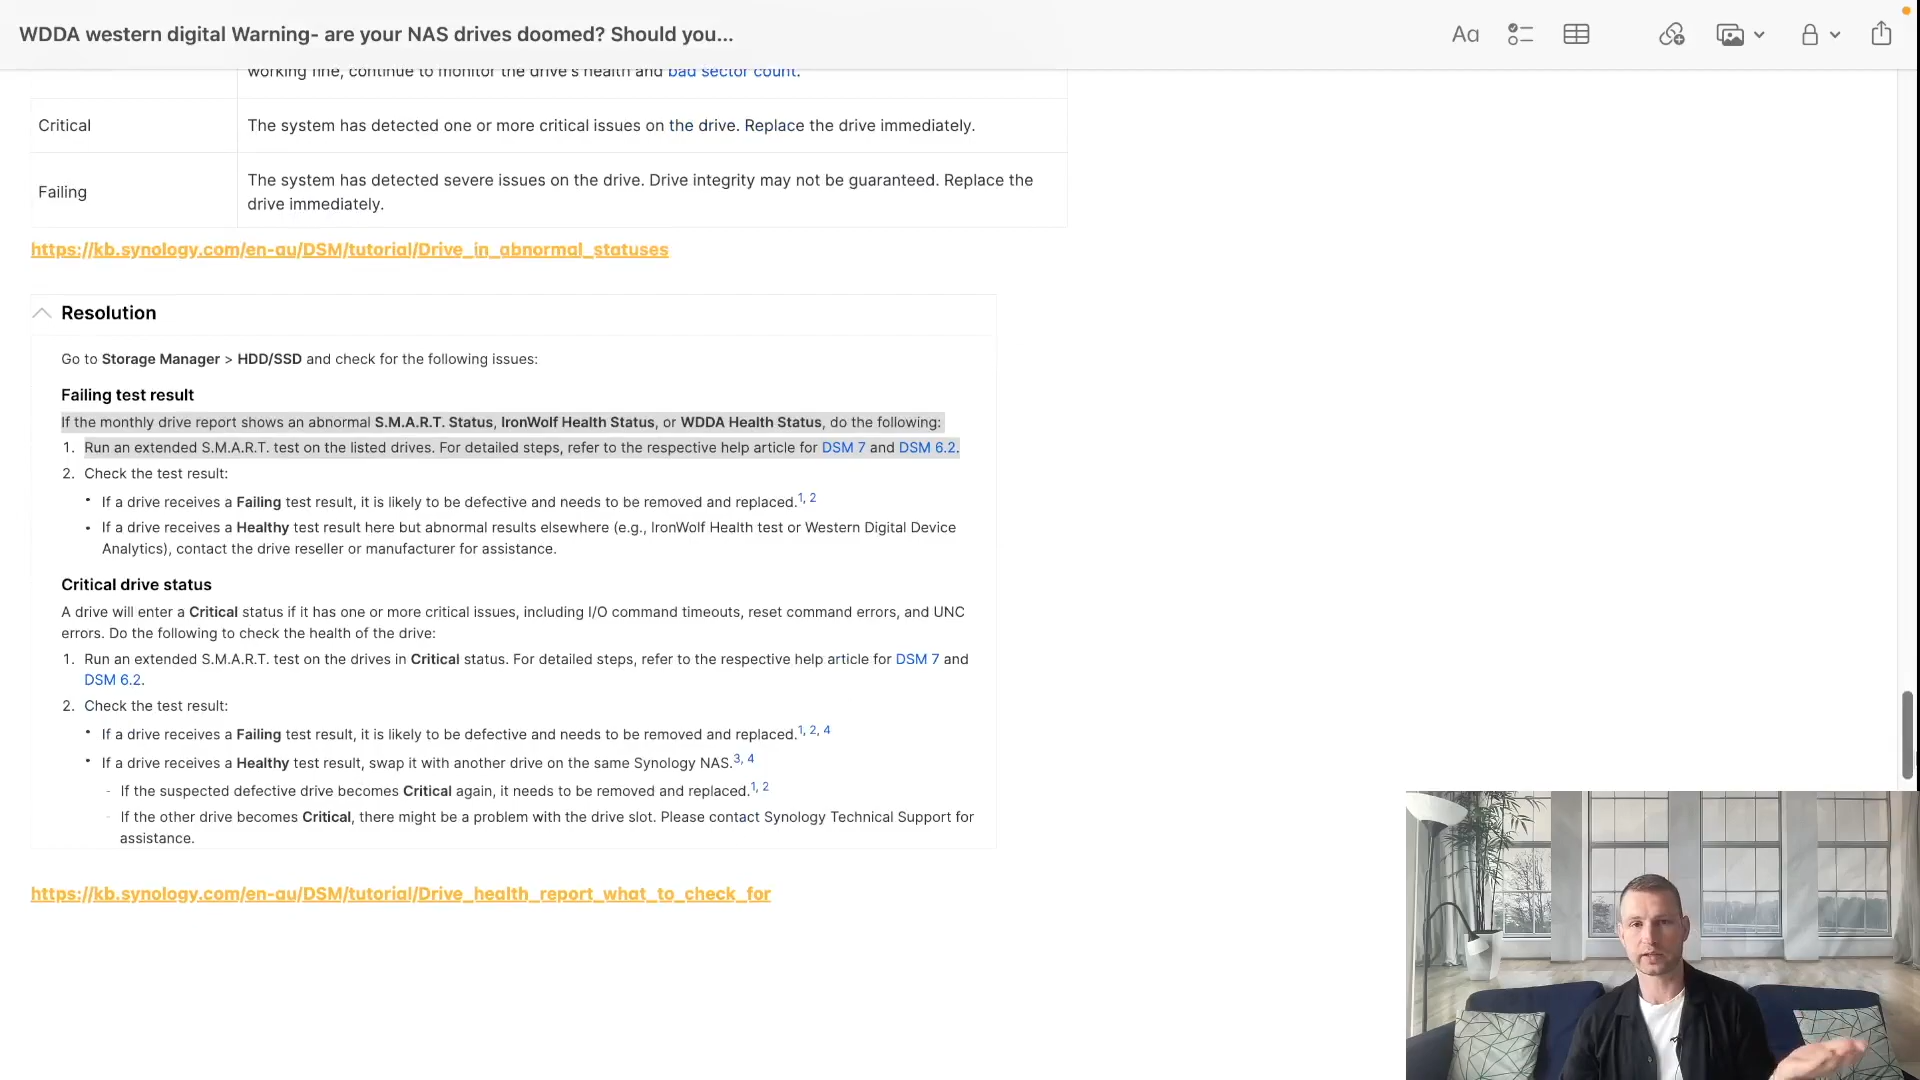 WDDA western digital Warning- are your NAS drives doomed? Should you...
Aa
working fine, continue to monitor the drive's health and bad sector count.
Critical
The system has detected one or more critical issues on the drive. Replace the drive immediately.
Failing
The system has detected severe issues on the drive. Drive integrity may not be guaranteed. Replace the
drive immediately.
https://kb.synology.com/en-au/DSM/tutorial/Drive_in_abnormal_statuses
Resolution
Go to Storage Manager > HDD/SSD and check for the following issues:
Failing test result
If the monthly drive report shows an abnormal S.M.A.R.T. Status, IronWolf Health Status, or WDDA Health Status, do the following:
1. Run an extended S.M.A.R.T. test on the listed drives. For detailed steps, refer to the respective help article for DSM 7 and DSM 6.2.
2. Check the test result:
• If a drive receives a Failing test result, it is likely to be defective and needs to be removed and replaced.1, 2
• If a drive receives a Healthy test result here but abnormal results elsewhere (e.g., IronWolf Health test or Western Digital Device
Analytics), contact the drive reseller or manufacturer for assistance.
Critical drive status
A drive will enter a Critical status if it has one or more critical issues, including I/O command timeouts, reset command errors, and UNC
errors. Do the following to check the health of the drive:
1. Run an extended S.M.A.R.T. test on the drives in Critical status. For detailed steps, refer to the respective help article for DSM 7 and
DSM 6.2.
2. Check the test result:
• If a drive receives a Failing test result, it is likely to be defective and needs to be removed and replaced.1, 2, 4
• If a drive receives a Healthy test result, swap it with another drive on the same Synology NAS.3, 4
- If the suspected defective drive becomes Critical again, it needs to be removed and replaced.1, 2
- If the other drive becomes Critical, there might be a problem with the drive slot. Please contact Synology Technical Support for
assistance.
https://kb.synology.com/en-au/DSM/tutorial/Drive_health_report_what_to_check_for